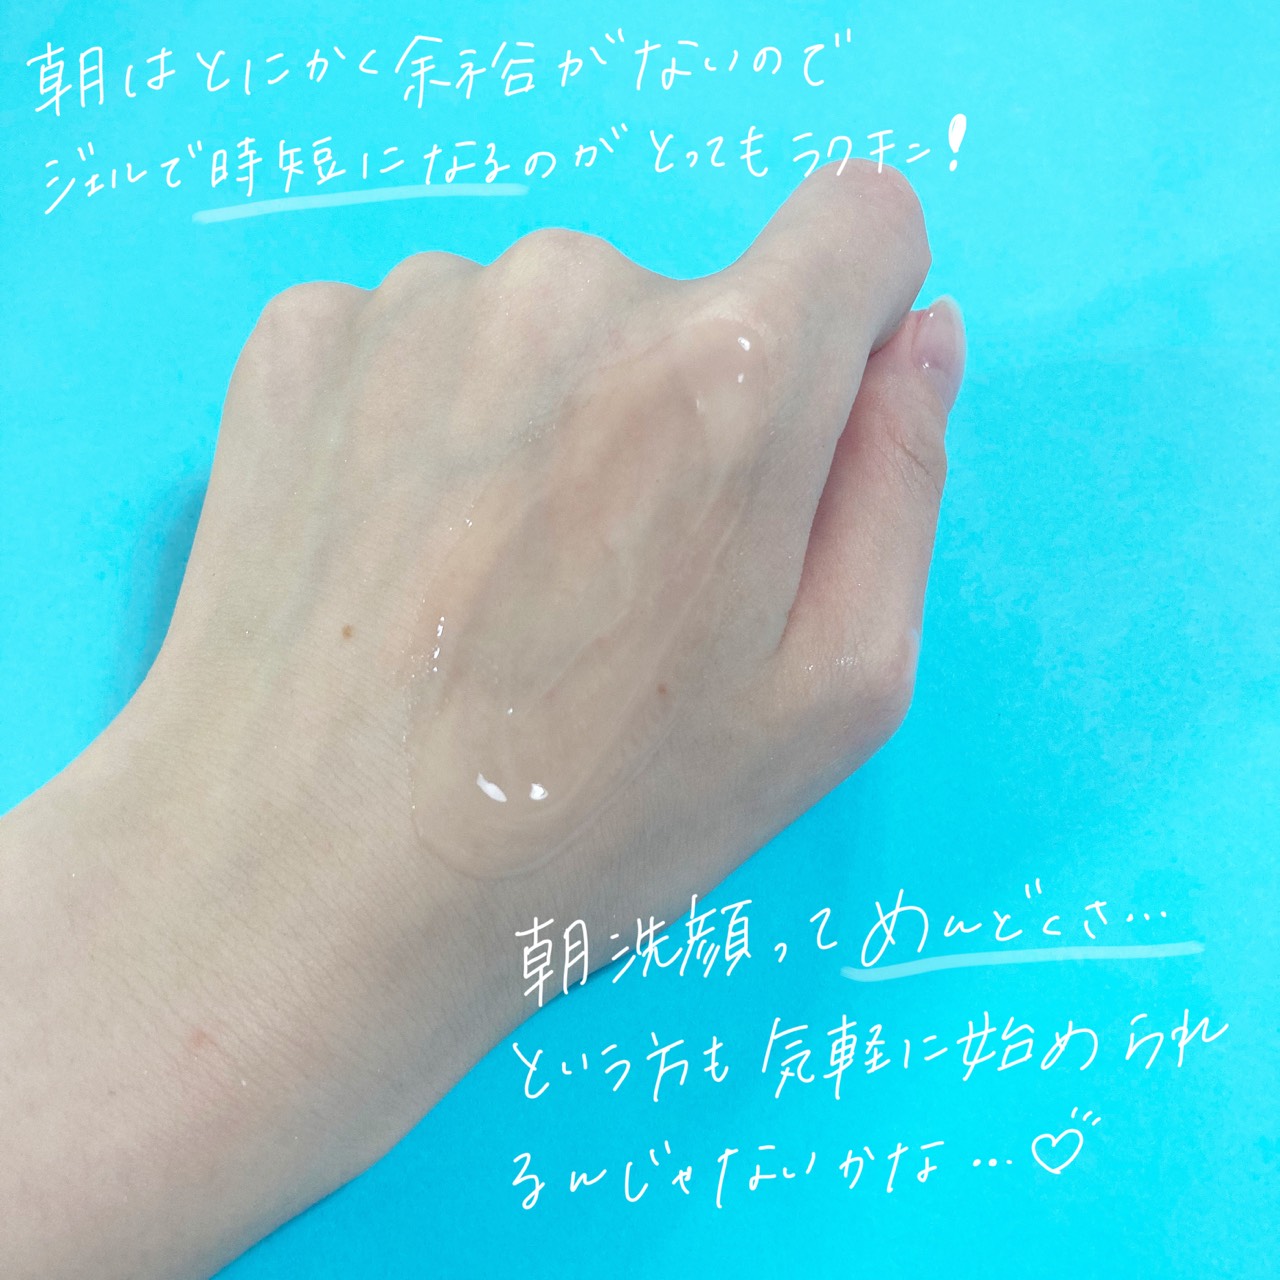 朝はとにかく余裕がないので
ジェルで時短になるのがとってもラクチン!
朝洗顔ってめんどくさ…
という方も気軽に始められ
るんじゃないかな…♡